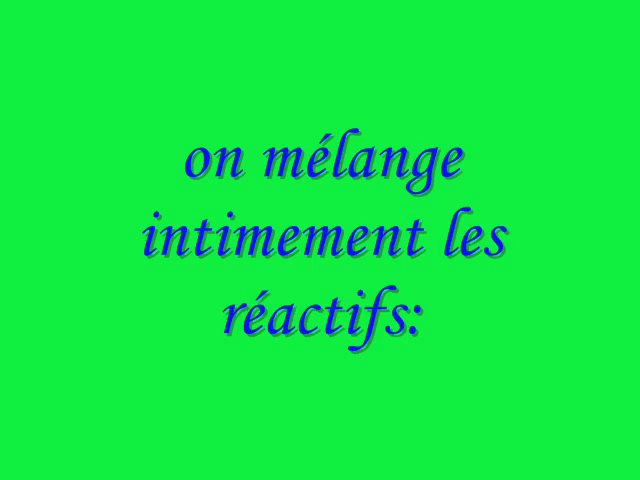 on mélange
intimement les
réactifs: